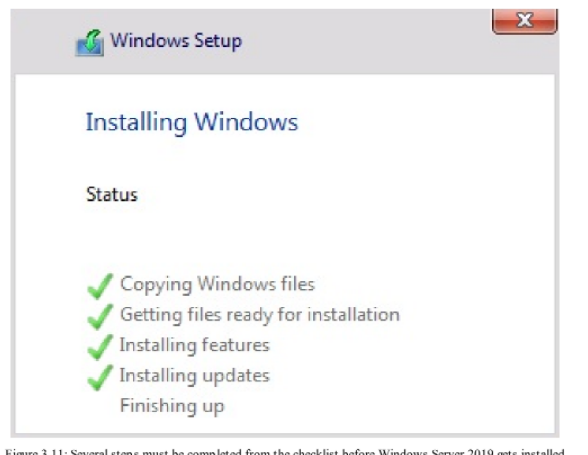 Windows Setup
Installing Windows
Status
Copying Windows files
Getting files ready for installation
Installing features
Installing updates
Finishing up
Figure 3.11: Several steps must be completed from the checklist before Windows Server 2019 gets installed